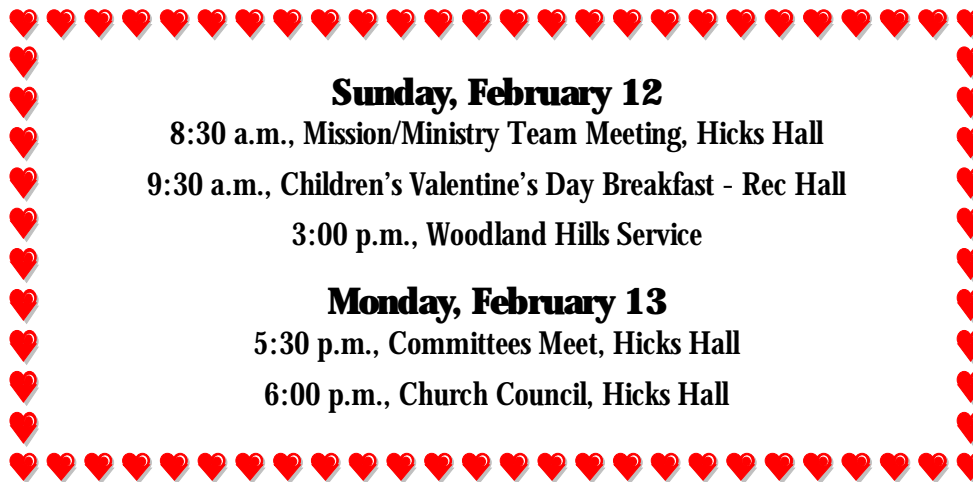 Sunday, February 12
8:30 a.m., Mission/Ministry Team Meeting, Hicks Hall
9:30 a.m., Children’s Valentine’s Day Breakfast - Rec Hall
3:00 p.m., Woodland Hills Service
Monday, February 13
5:30 p.m., Committees Meet, Hicks Hall
6:00 p.m., Church Council, Hicks Hall